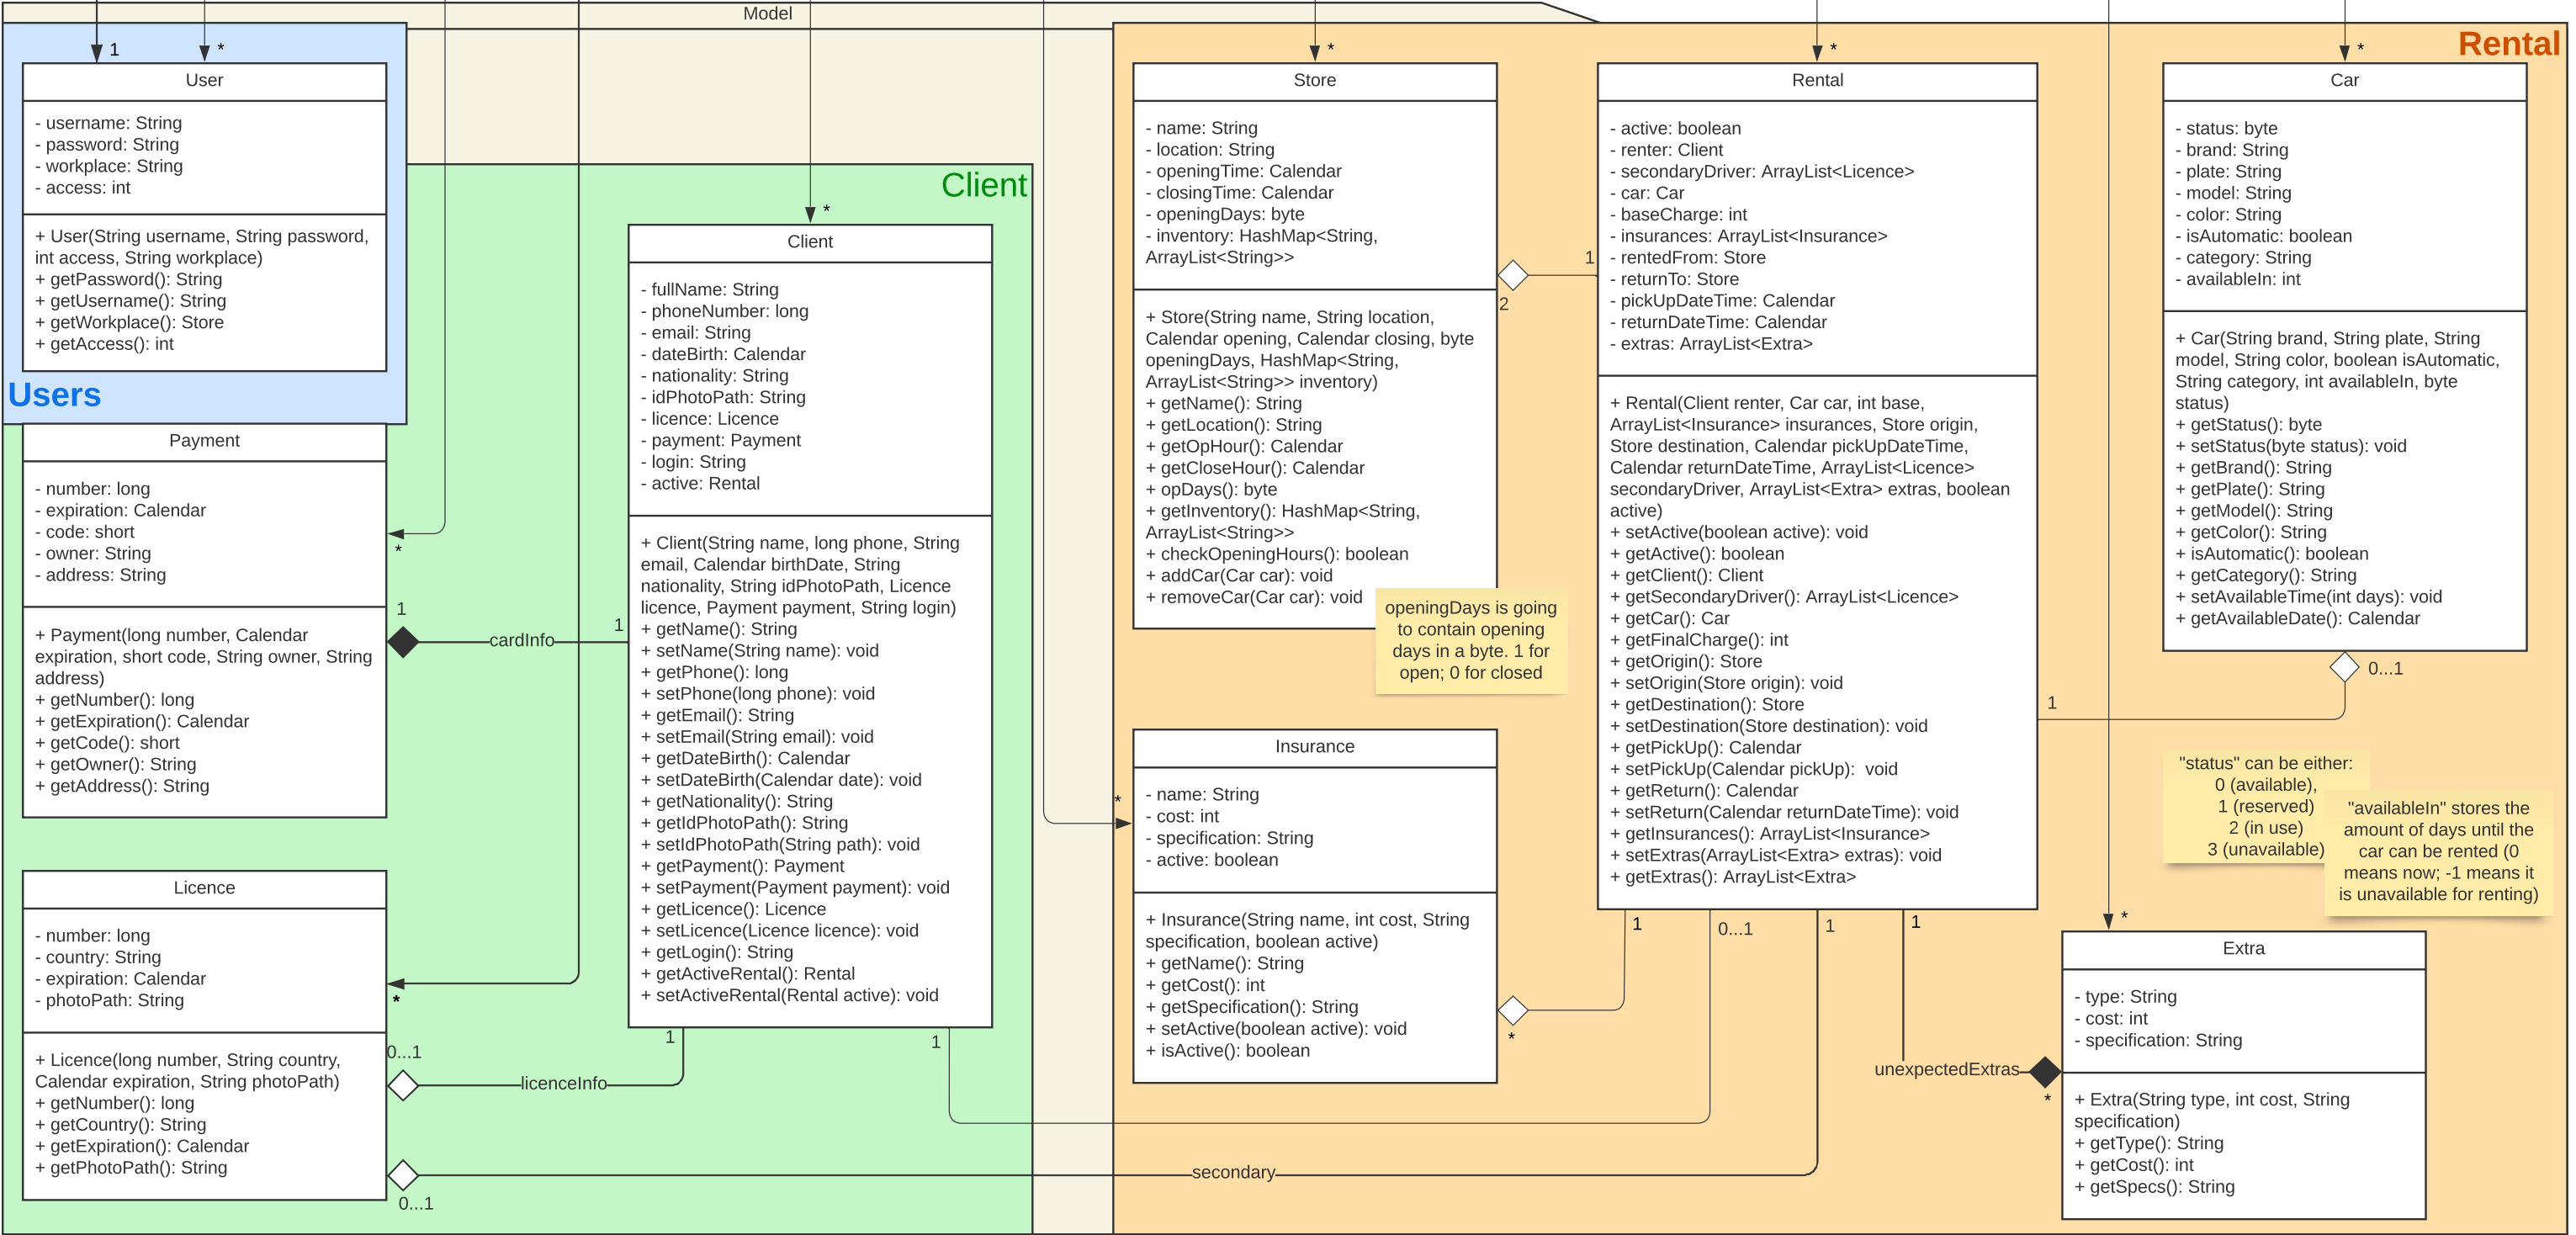 Model
1
*
User
- username: String
- password: String
- workplace: String
- access: int
+ User(String username, String password,
int access, String workplace)
+ getPassword(): String
+ getUsername(): String
+ getWorkplace(): Store
+ getAccess(): int
Users
Client
Payment
- number: long
- expiration: Calendar
- code: short
- owner: String
- address: String
+ Payment(long number, Calendar
expiration, short code, String owner, String
address)
+ getNumber(): long
+ getExpiration(): Calendar
+ getCode(): short
+ getOwner(): String
+ getAddress(): String
*
1
cardInfo
1
Licence
- number: long
- country: String
- expiration: Calendar
- photoPath: String
+ Licence(long number, String country,
Calendar expiration, String photoPath)
+ getNumber(): long
+ getCountry(): String
+ getExpiration(): Calendar
+ getPhotoPath(): String
*
0...1
licenceInfo
1
0...1
secondary
*
Client
- fullName: String
- phoneNumber: long
- email: String
- dateBirth: Calendar
- nationality: String
- idPhotoPath: String
- licence: Licence
- payment: Payment
- login: String
- active: Rental
+ Client(String name, long phone, String
email, Calendar birthDate, String
nationality, String idPhotoPath, Licence
licence, Payment payment, String login)
+ getName(): String
+ setName(String name): void
+ getPhone(): long
+ setPhone(long phone): void
+ getEmail(): String
+ setEmail(String email): void
+ getDateBirth(): Calendar
+ setDateBirth(Calendar date): void
+ getNationality(): String
+ getIdPhotoPath(): String
+ setIdPhotoPath(String path): void
+ getPayment(): Payment
+ setPayment(Payment payment): void
+ getLicence(): Licence
+ setLicence(Licence licence): void
+ getLogin(): String
+ getActiveRental(): Rental
+ setActiveRental(Rental active): void
1
Rental
*
Store
- name: String
- location: String
- openingTime: Calendar
- closingTime: Calendar
- openingDays: byte
- inventory: HashMap<String,
ArrayList<String>>
+ Store(String name, String location,
Calendar opening, Calendar closing, byte
openingDays, HashMap<String,
ArrayList<String>> inventory)
+ getName(): String
+ getLocation(): String
+ getOpHour(): Calendar
+ getCloseHour(): Calendar
+ opDays(): byte
+ getInventory(): HashMap<String,
ArrayList<String>>
+ checkOpeningHours(): boolean
+ addCar(Car car): void
+ removeCar(Car car): void
openingDays is going
to contain opening
days in a byte. 1 for
open; 0 for closed
1
2
*
Insurance
- name: String
- cost: int
- specification: String
- active: boolean
+ Insurance(String name, int cost, String
specification, boolean active)
+ getName(): String
+ getCost(): int
+ getSpecification(): String
+ setActive(boolean active): void
+ isActive(): boolean
*
*
Rental
- active: boolean
- renter: Client
- secondaryDriver: ArrayList<Licence>
- car: Car
- baseCharge: int
- insurances: ArrayList<Insurance>
- rentedFrom: Store
- returnTo: Store
- pickUpDateTime: Calendar
- returnDateTime: Calendar
- extras: ArrayList<Extra>
+ Rental(Client renter, Car car, int base,
ArrayList<Insurance> insurances, Store origin,
Store destination, Calendar pickUpDateTime,
Calendar returnDateTime, ArrayList<Licence>
secondaryDriver, ArrayList<Extra> extras, boolean
active)
+ setActive(boolean active): void
+ getActive(): boolean
+ getClient(): Client
+ getSecondaryDriver(): ArrayList<Licence>
+ getCar(): Car
+ getFinalCharge(): int
+ getOrigin(): Store
+ setOrigin(Store origin): void
+ getDestination(): Store
+ setDestination(Store destination): void
+ getPickUp(): Calendar
+ setPickUp(Calendar pickUp):  void
+ getReturn(): Calendar
+ setReturn(Calendar returnDateTime): void
+ getInsurances(): ArrayList<Insurance>
+ setExtras(ArrayList<Extra> extras): void
+ getExtras(): ArrayList<Extra>
1
0...1
1
1
*
Car
- status: byte
- brand: String
- plate: String
- model: String
- color: String
- isAutomatic: boolean
- category: String
- availableIn: int
+ Car(String brand, String plate, String
model, String color, boolean isAutomatic,
String category, int availableIn, byte
status)
+ getStatus(): byte
+ setStatus(byte status): void
+ getBrand(): String
+ getPlate(): String
+ getModel(): String
+ getColor(): String
+ isAutomatic(): boolean
+ getCategory(): String
+ setAvailableTime(int days): void
+ getAvailableDate(): Calendar
0...1
1
"status" can be either:
0 (available),
1 (reserved)
2 (in use)
3 (unavailable)
"availableIn" stores the
amount of days until the
car can be rented (0
means now; -1 means it
is unavailable for renting)
*
Extra
- type: String
- cost: int
- specification: String
+ Extra(String type, int cost, String
specification)
+ getType(): String
+ getCost(): int
+ getSpecs(): String
unexpectedExtras
*